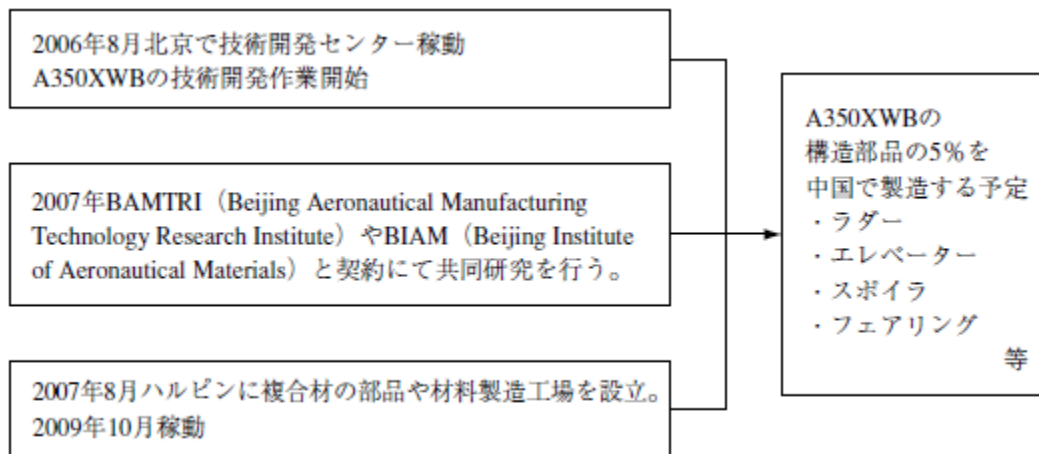 2006年8月北京で技術開発センター稼動
A350XWBの技術開発作業開始
2007年BAMTRI（Beijing Aeronautical Manufacturing
Technology Research Institute）やBIAM（Beijing Institute
of Aeronautical Materials）と契約にて共同研究を行う。
2007年8月ハルピンに複合材の部品や材料製造工場を設立。
2009年10月稼動
A350XWBの
構造部品の5%を
中国で製造する予定
・ラダー
・エレベーター
・スポイラ
・フェアリング
等